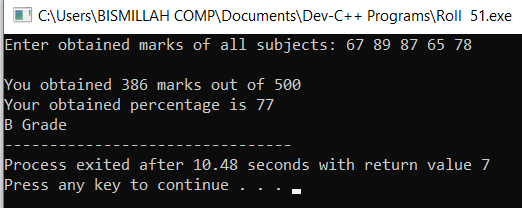 C:\Users\BISMILLAH COMP\Documents\Dev-C++ Programs\Roll  51.exe
Enter obtained marks of all subjects: 67 89 87 65 78

You obtained 386 marks out of 500
Your obtained percentage is 77
B Grade
--------------------------------
Process exited after 10.48 seconds with return value 7
Press any key to continue . . .